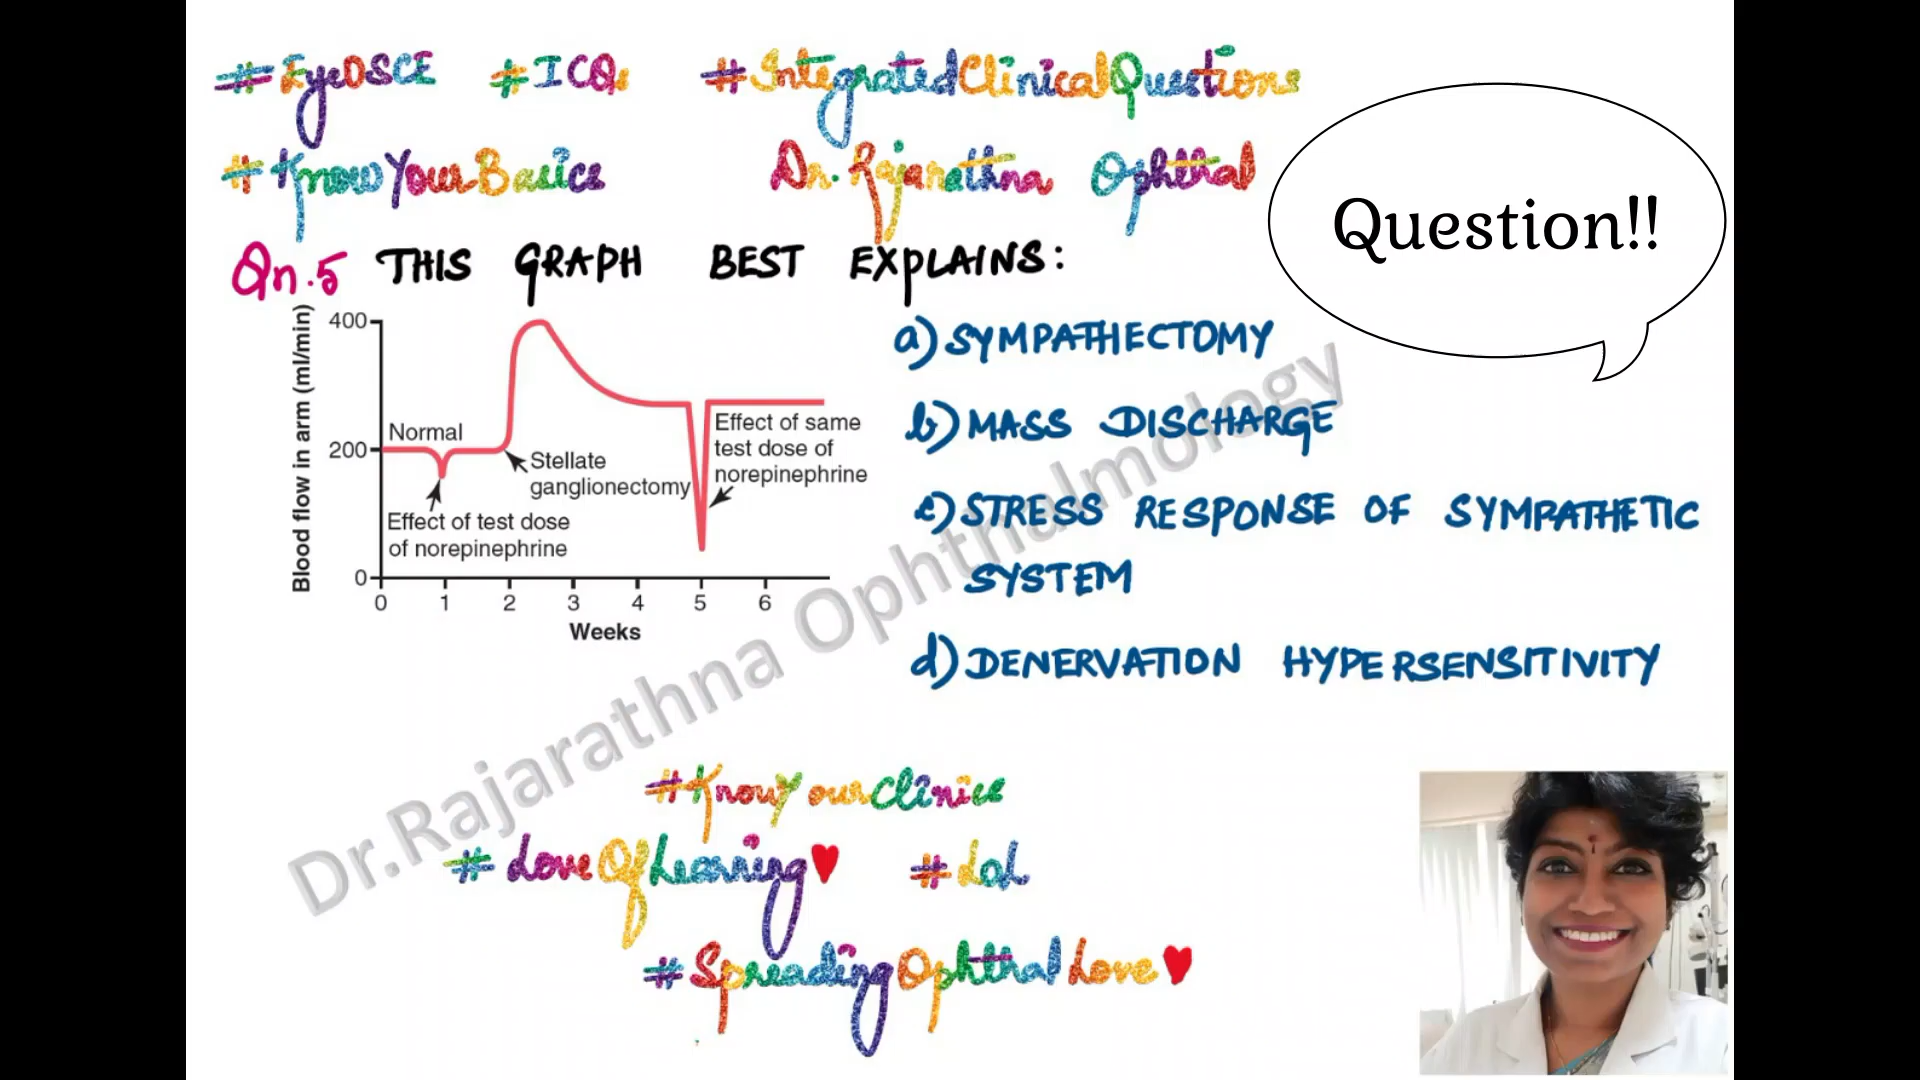 #EyeOSCE #ICQs #IntegratedClinicalQuestions
#KnowYourBasics Dr.Rajarathna Ophthal
Question!!
Qn.5 THIS GRAPH BEST EXPLAINS:
Blood flow in arm (ml/min)
400
200
0
Normal
Effect of test dose
of norepinephrine
Stellate
ganglionectomy
Effect of same
test dose of
norepinephrine
0 1 2 3 4 5 6
Weeks
a) SYMPATHECTOMY
b) MASS DISCHARGE
c) STRESS RESPONSE OF SYMPATHETIC
SYSTEM
d) DENERVATION HYPERSENSITIVITY
Dr.Rajarathna Ophthalmology
#KnowYourClinics
#LoveOfLearning #LoL
#SpreadingOphthalLove